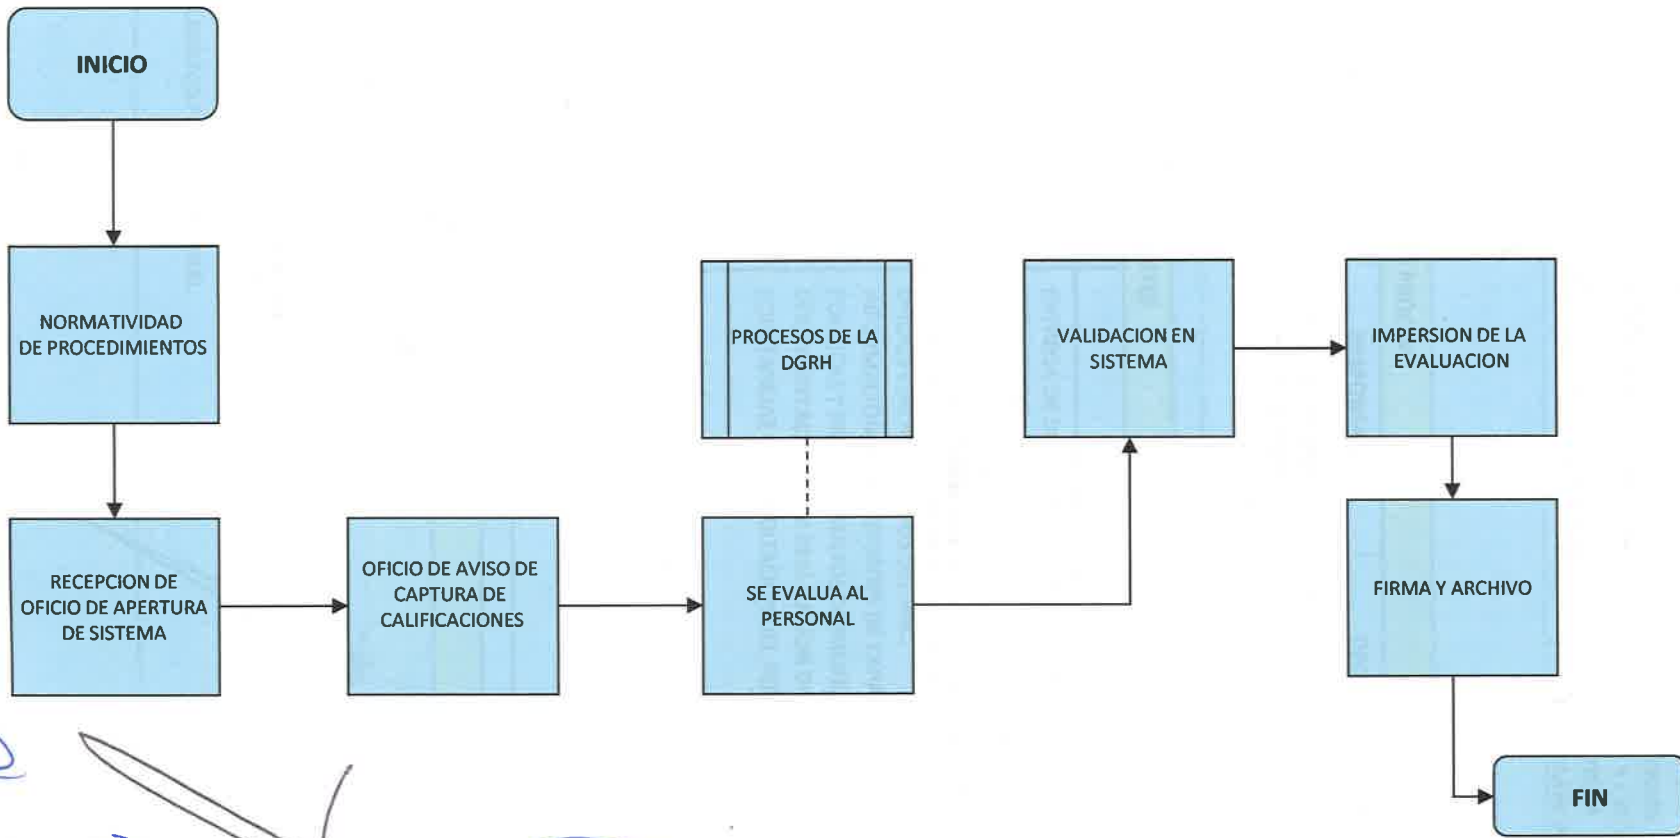 INICIO
NORMATIVIDAD
DE PROCEDIMIENTOS
RECEPCION DE
OFICIO DE APERTURA
DE SISTEMA
OFICIO DE AVISO DE
CAPTURA DE
CALIFICACIONES
PROCESOS DE LA
DGRH
SE EVALUA AL
PERSONAL
VALIDACION EN
SISTEMA
IMPERSION DE LA
EVALUACION
FIRMA Y ARCHIVO
FIN